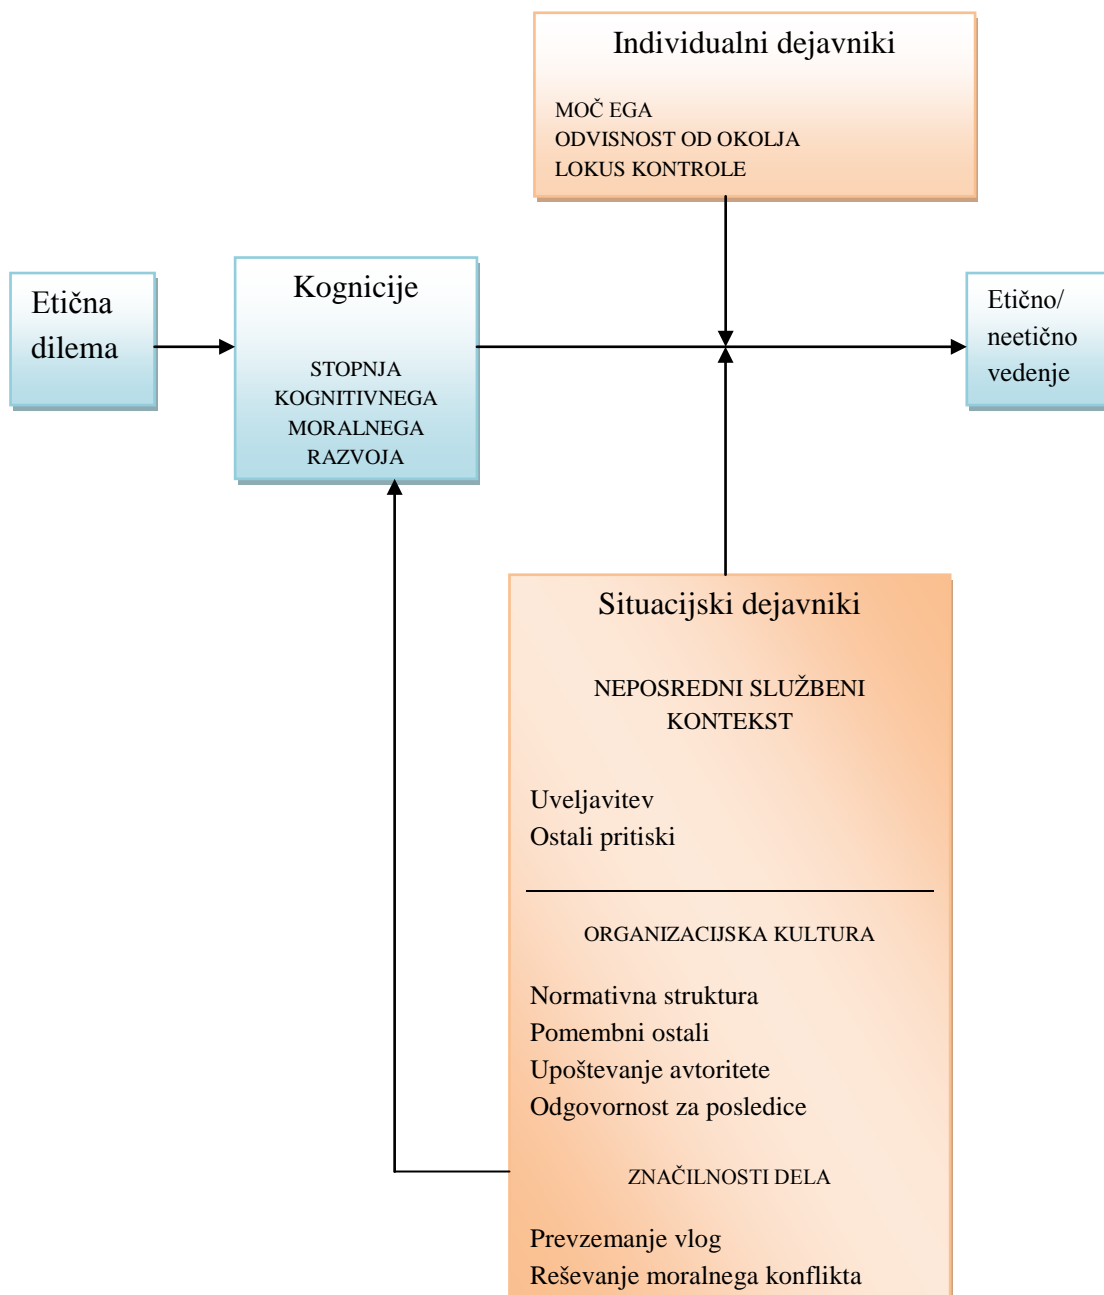 Individualni dejavniki
MOČ EGA
ODVISNOST OD OKOLJA
LOKUS KONTROLE
Etična
dilema
Kognicije
STOPNJA
KOGNITIVNEGA
MORALNEGA
RAZVOJA
Etično/
neetično
vedenje
Situacijski dejavniki
NEPOSREDNI SLUŽBENI
KONTEKST
Uveljavitev
Ostali pritiski
ORGANIZACIJSKA KULTURA
Normativna struktura
Pomembni ostali
Upoštevanje avtoritete
Odgovornost za posledice
ZNAČILNOSTI DELA
Prevzemanje vlog
Reševanje moralnega konflikta